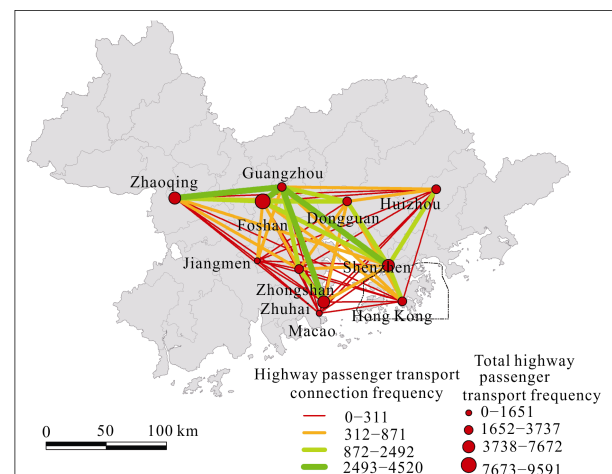 Guangzhou
Zhaoqing
Huizhou
Dongguan
Foshan
Jiangmen
Shenzhen
Zhongshan
Zhuhai
Hong Kong
Macao
Highway passenger transport
connection frequency
0−311
312−871
872−2492
2493−4520
Total highway
passenger
transport frequency
0−1651
1652−3737
3738−7672
7673−9591
0 50 100 km